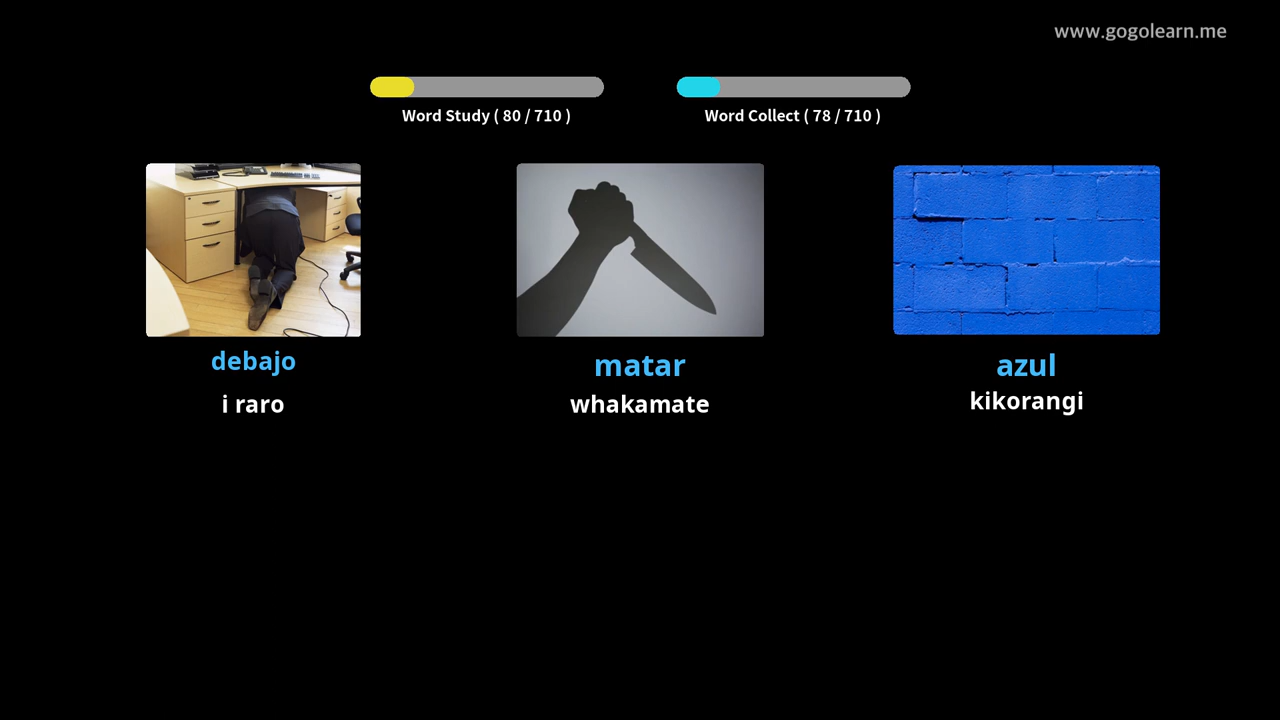 www.gogolearn.me
Word Study ( 80 / 710 )
Word Collect ( 78 / 710 )
debajo
i raro
matar
whakamate
azul
kikorangi